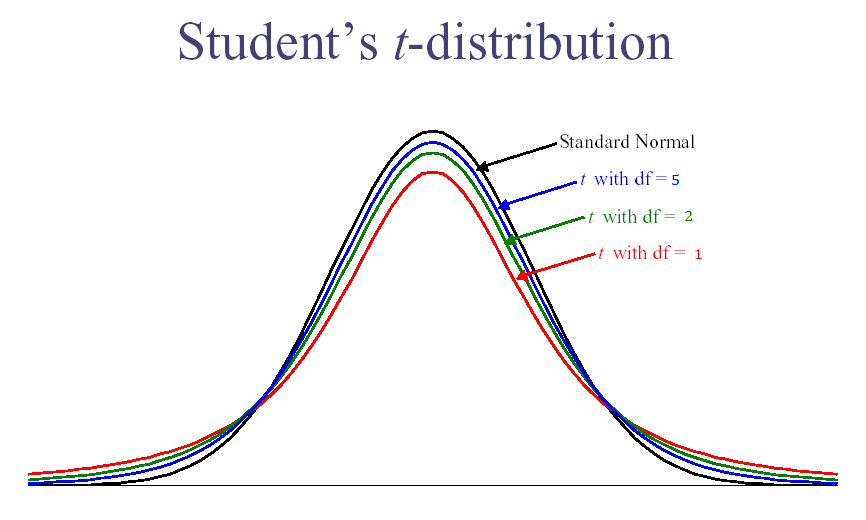 Student’s t-distribution
Standard Normal
t with df = 5
t with df = 2
t with df = 1